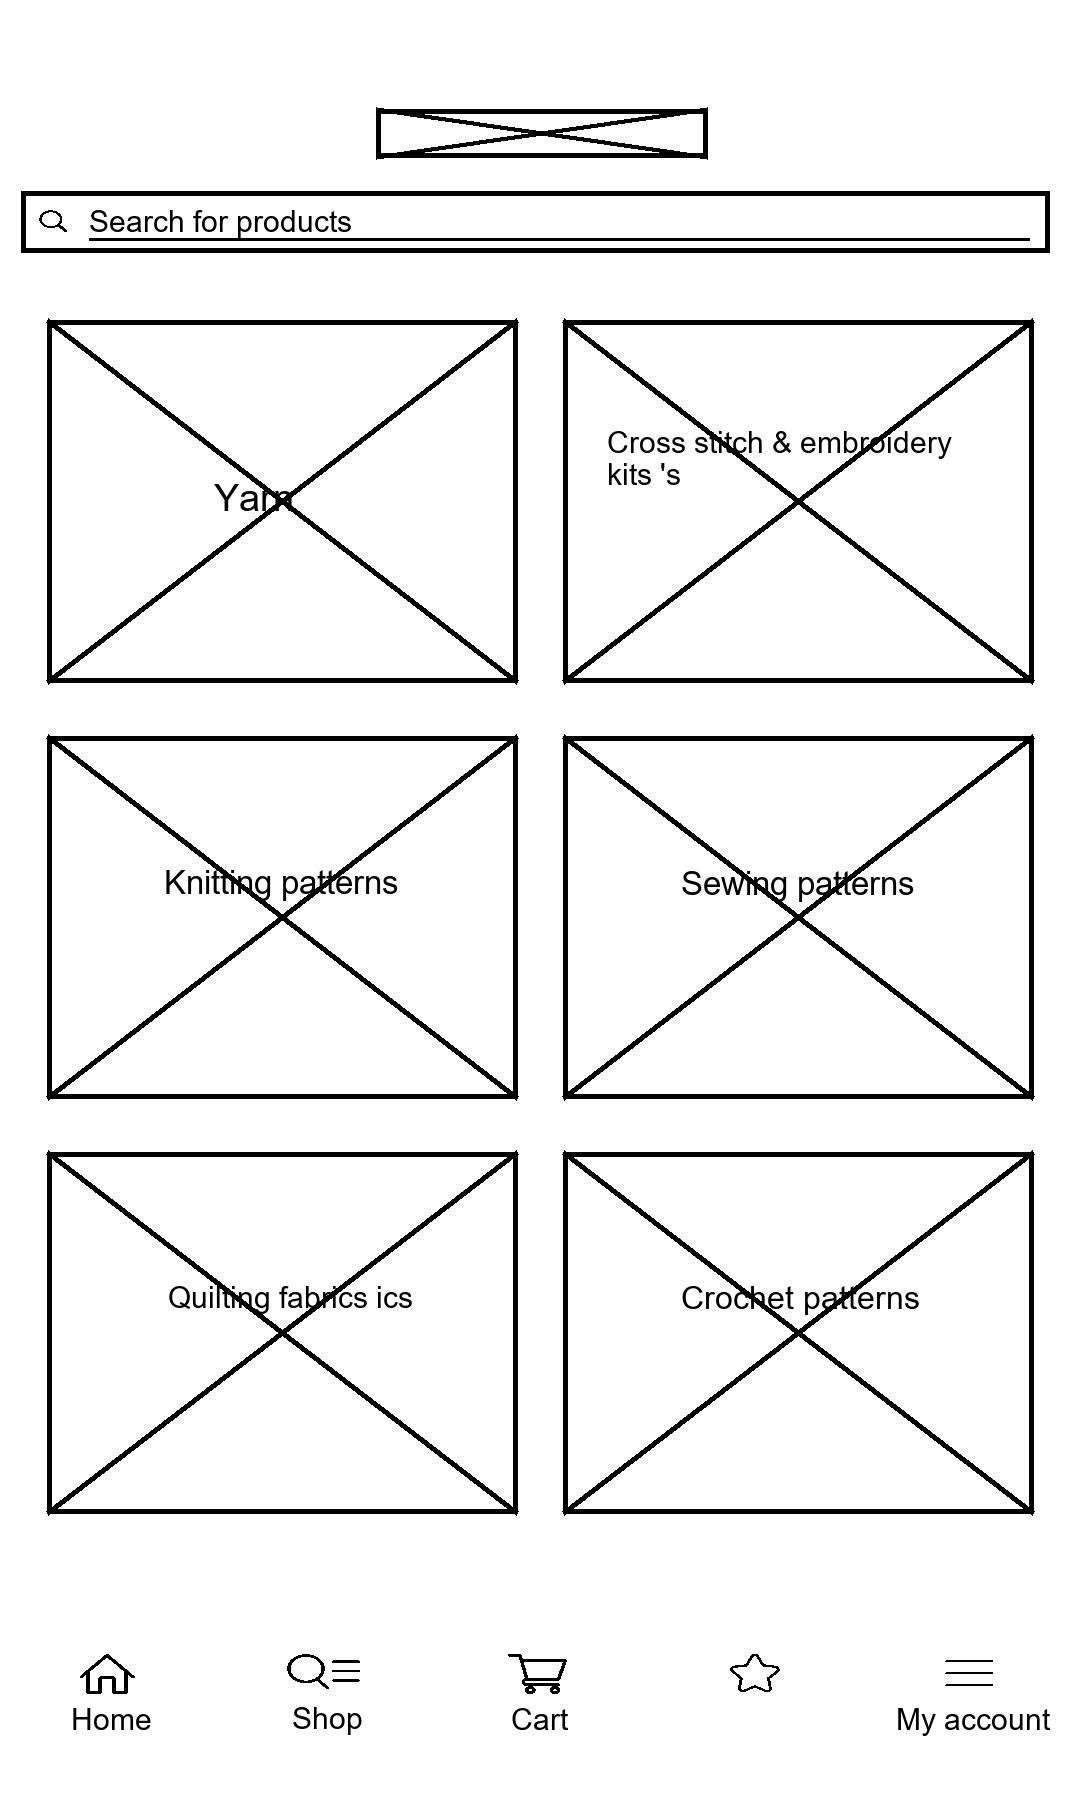 Search for products
Yarn
Cross stitch & embroidery
kits 's
Knitting patterns
Sewing patterns
Quilting fabrics ics
Crochet patterns
Home
Shop
Cart
My account